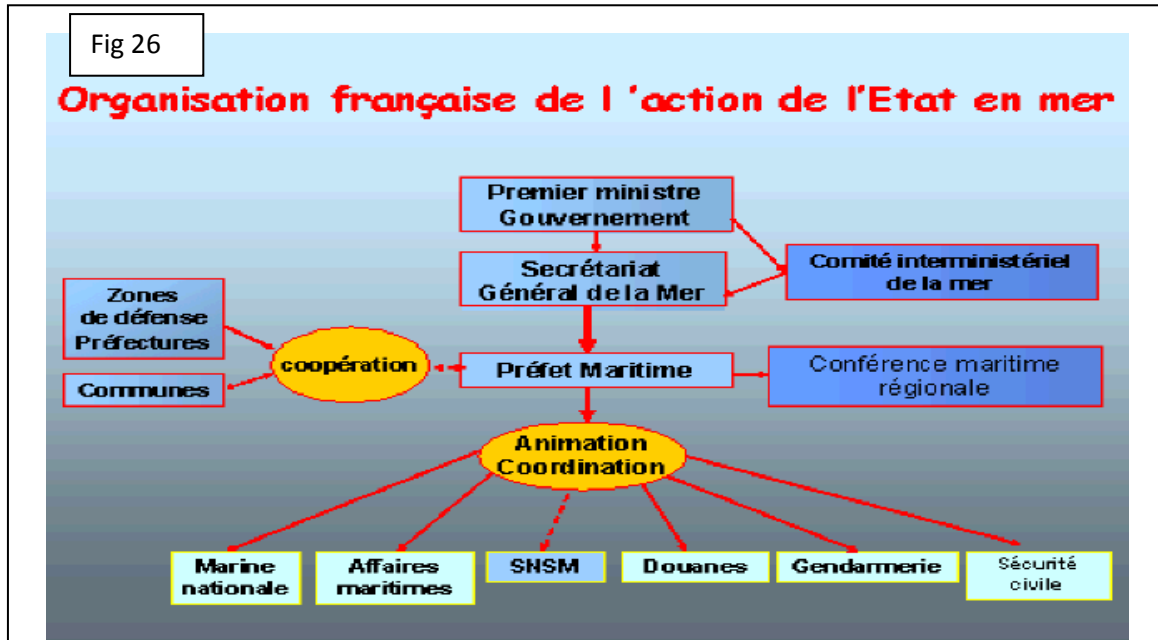 Fig 26
Organisation française de l 'action de l'Etat en mer
Premier ministre
Gouvernement
Secrétariat
Général de la Mer
Comité interministériel
de la mer
Zones
de défense
Préfectures
coopération
Préfet Maritime
Conférence maritime
régionale
Communes
Animation
Coordination
Marine
nationale
Affaires
maritimes
SNSM
Douanes
Gendarmerie
Sécurité
civile